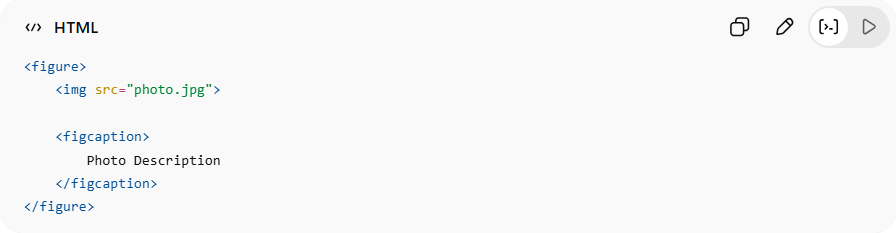 </> HTML
<figure>
    <img src="photo.jpg">
    <figcaption>
        Photo Description
    </figcaption>
</figure>